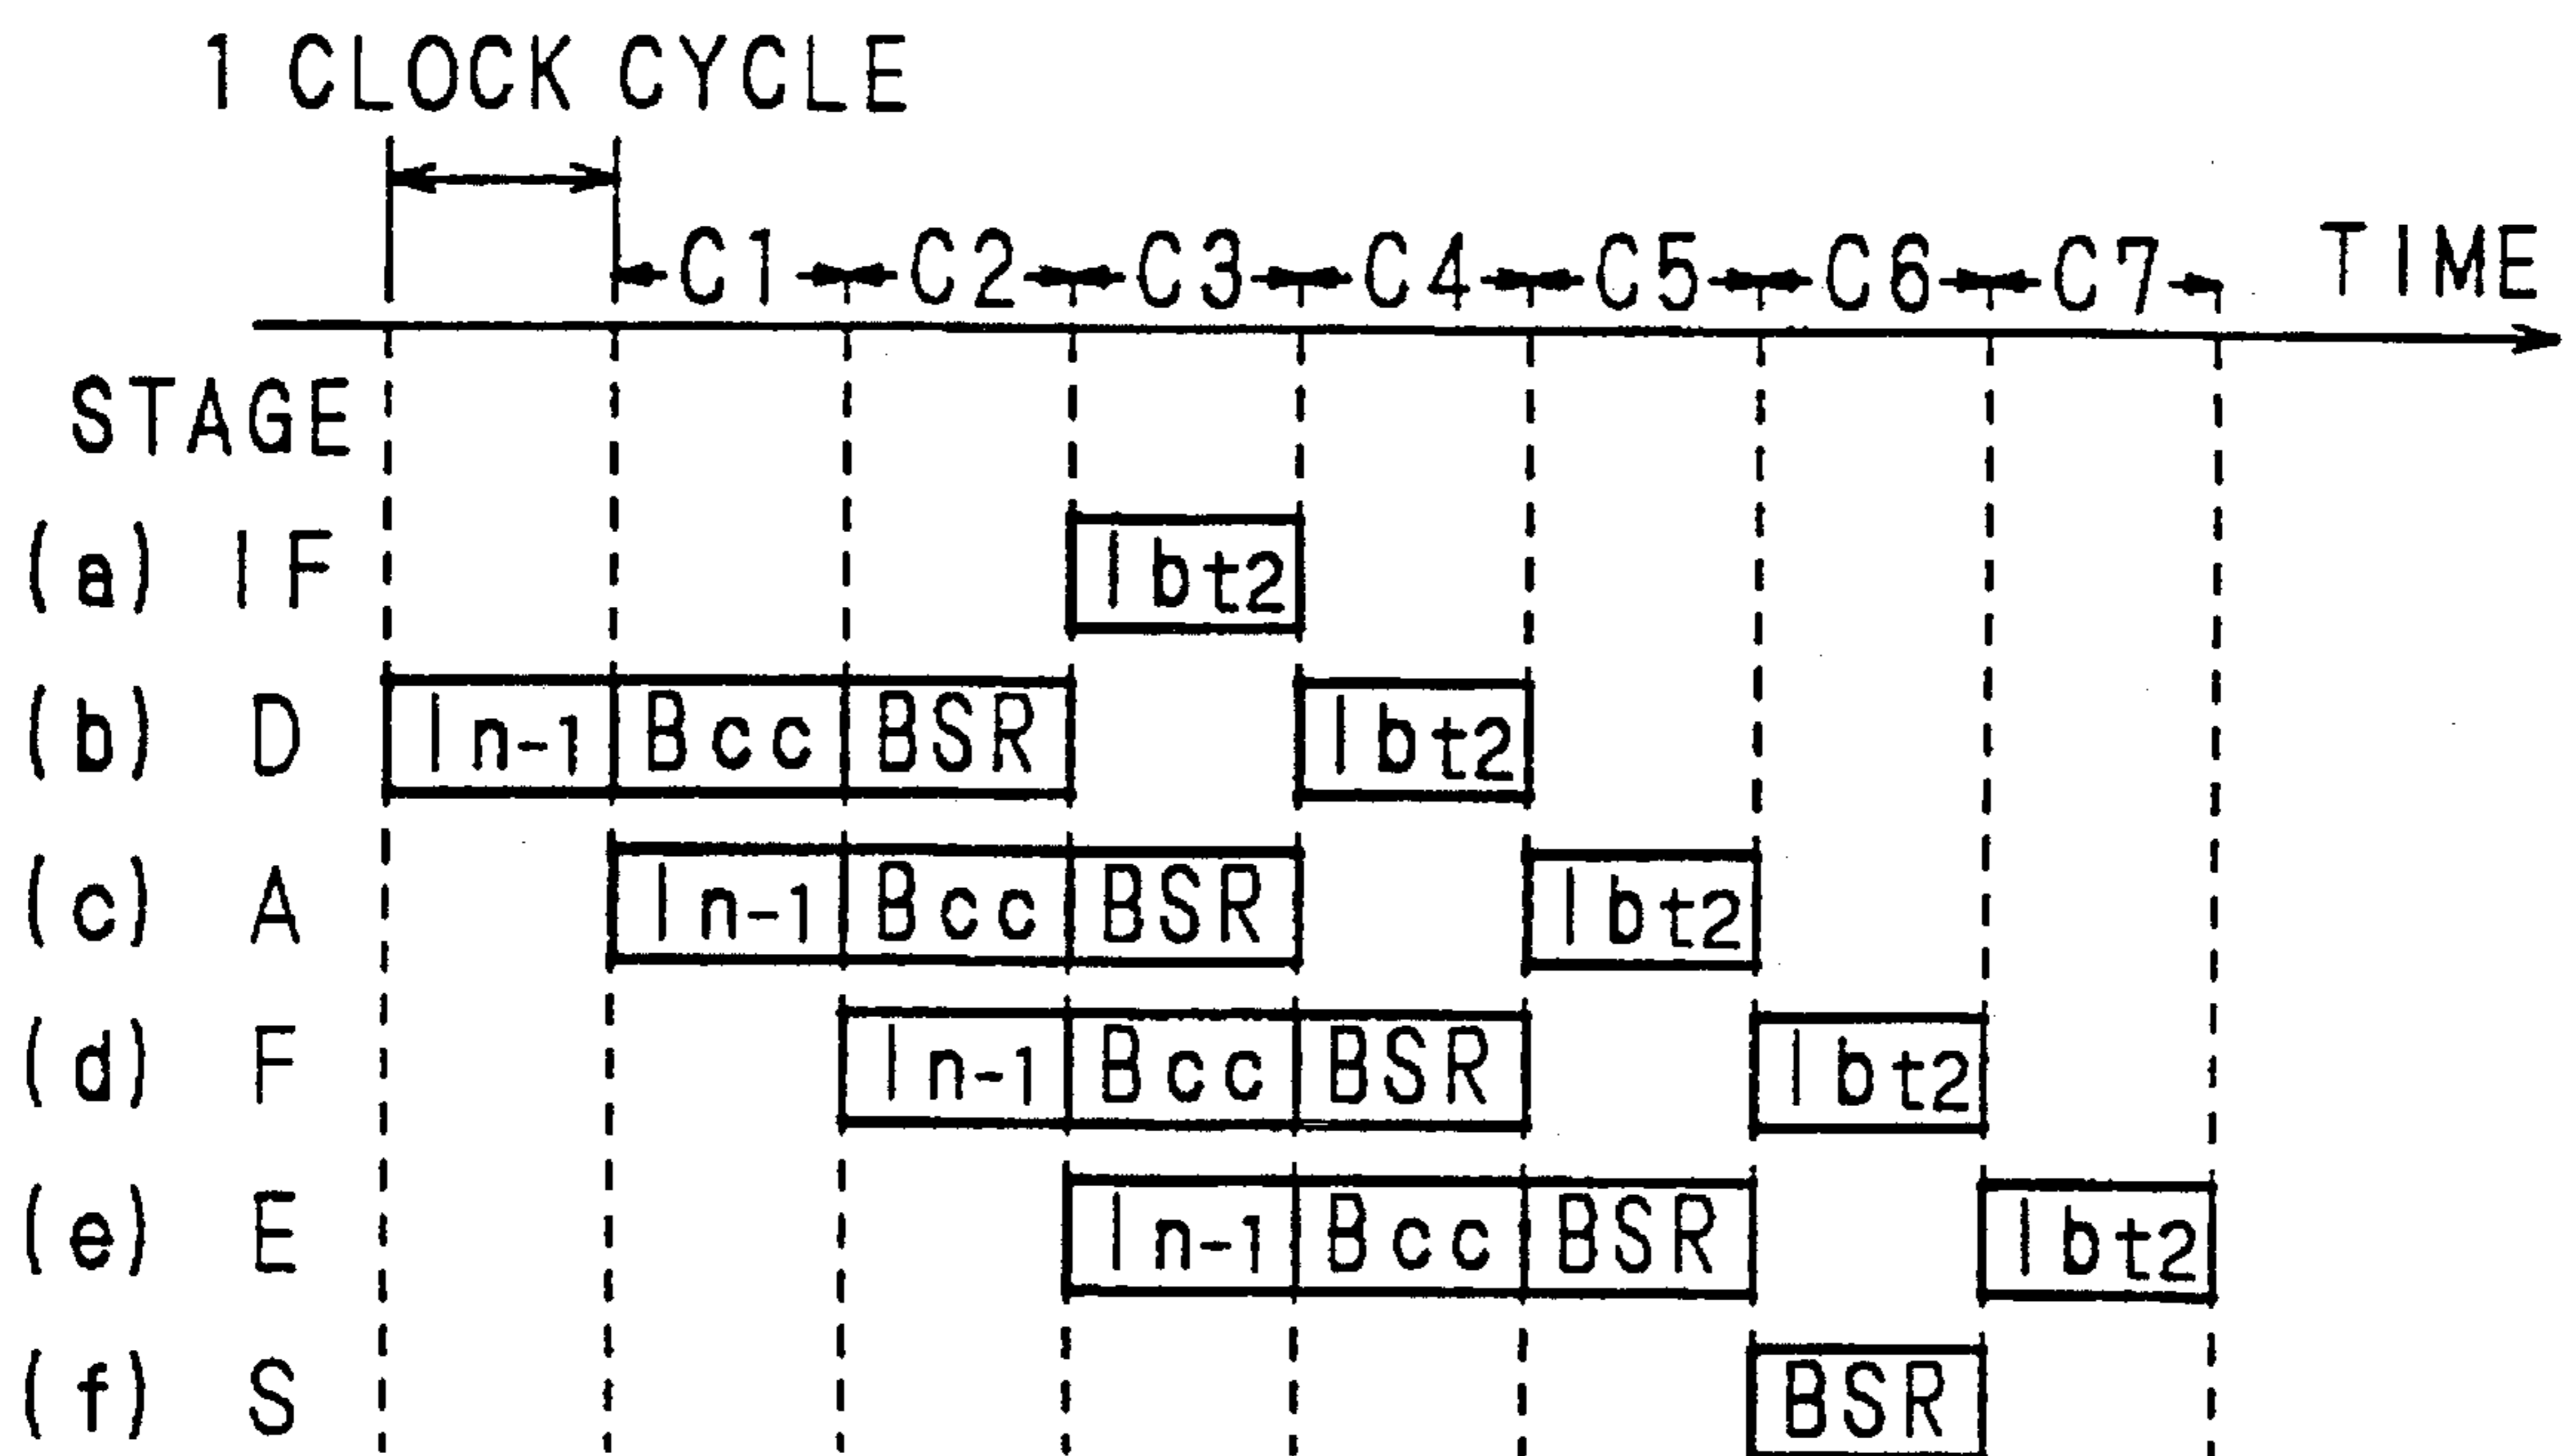 1 CLOCK CYCLE
C1 C2 C3 C4 C5 C6 C7 TIME
STAGE
(a) IF Ibt2
(b) D In-1 Bcc BSR Ibt2
(c) A In-1 Bcc BSR Ibt2
(d) F In-1 Bcc BSR Ibt2
(e) E In-1 Bcc BSR Ibt2
(f) S BSR